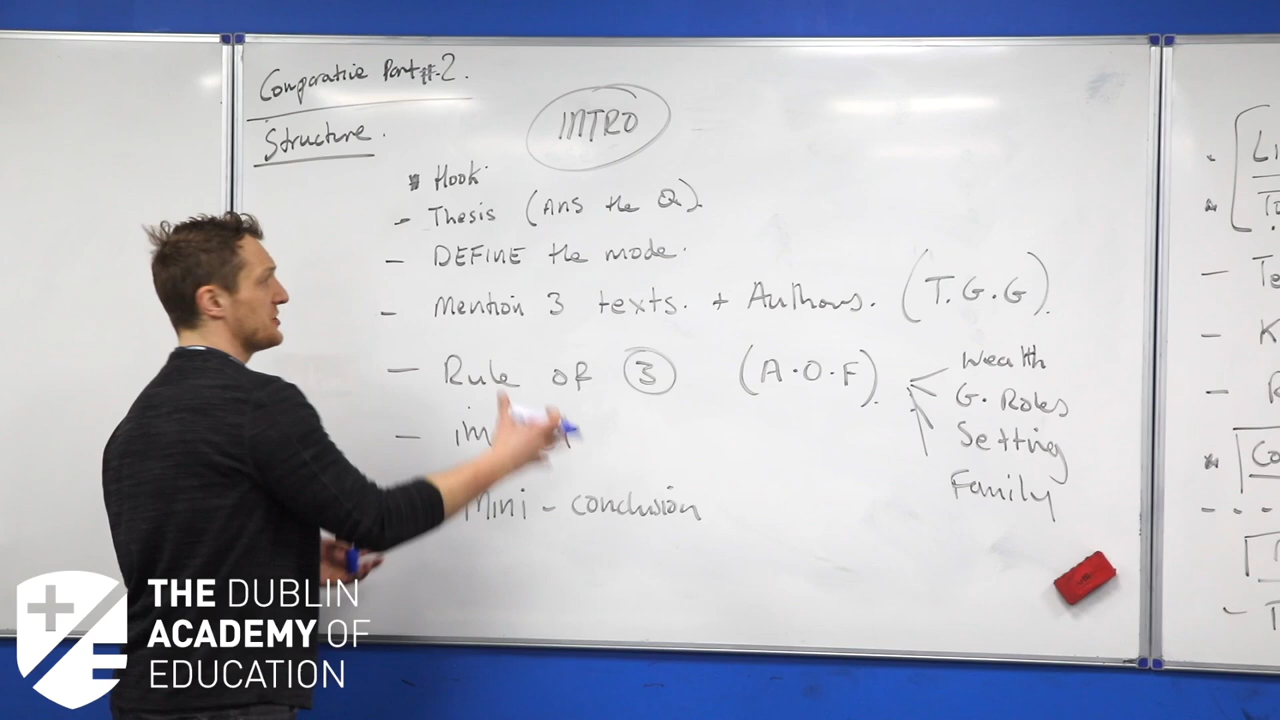 Comparative Part #2.
Structure.
INTRO
Hook
- Thesis (ANS the Q).
- DEFINE the mode.
- Mention 3 texts. + Authors. (T.G.G).
- Rule of 3 (A.O.F).
Wealth
G. Roles
Setting
Family
-
Mini - conclusion
THE DUBLIN
ACADEMY OF
EDUCATION